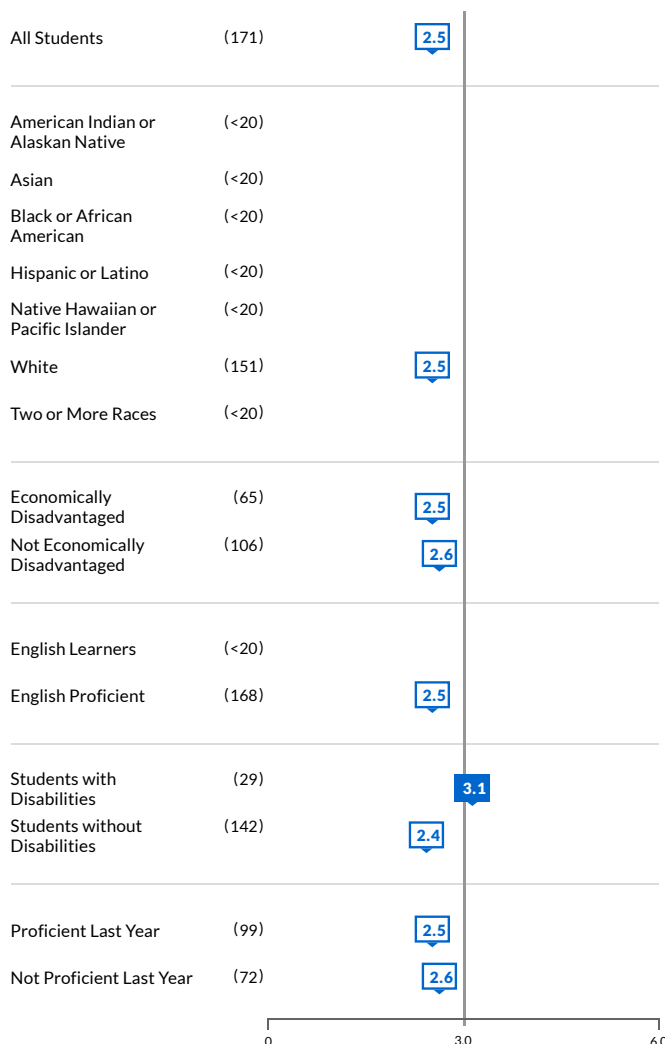 All Students (171) 2.5
American Indian or (<20)
Alaskan Native
Asian (<20)
Black or African (<20)
American
Hispanic or Latino (<20)
Native Hawaiian or (<20)
Pacific Islander
White (151) 2.5
Two or More Races (<20)
Economically (65) 2.5
Disadvantaged
Not Economically (106) 2.6
Disadvantaged
English Learners (<20)
English Proficient (168) 2.5
Students with (29) 3.1
Disabilities
Students without (142) 2.4
Disabilities
Proficient Last Year (99) 2.5
Not Proficient Last Year (72) 2.6
0 3.0 6.0